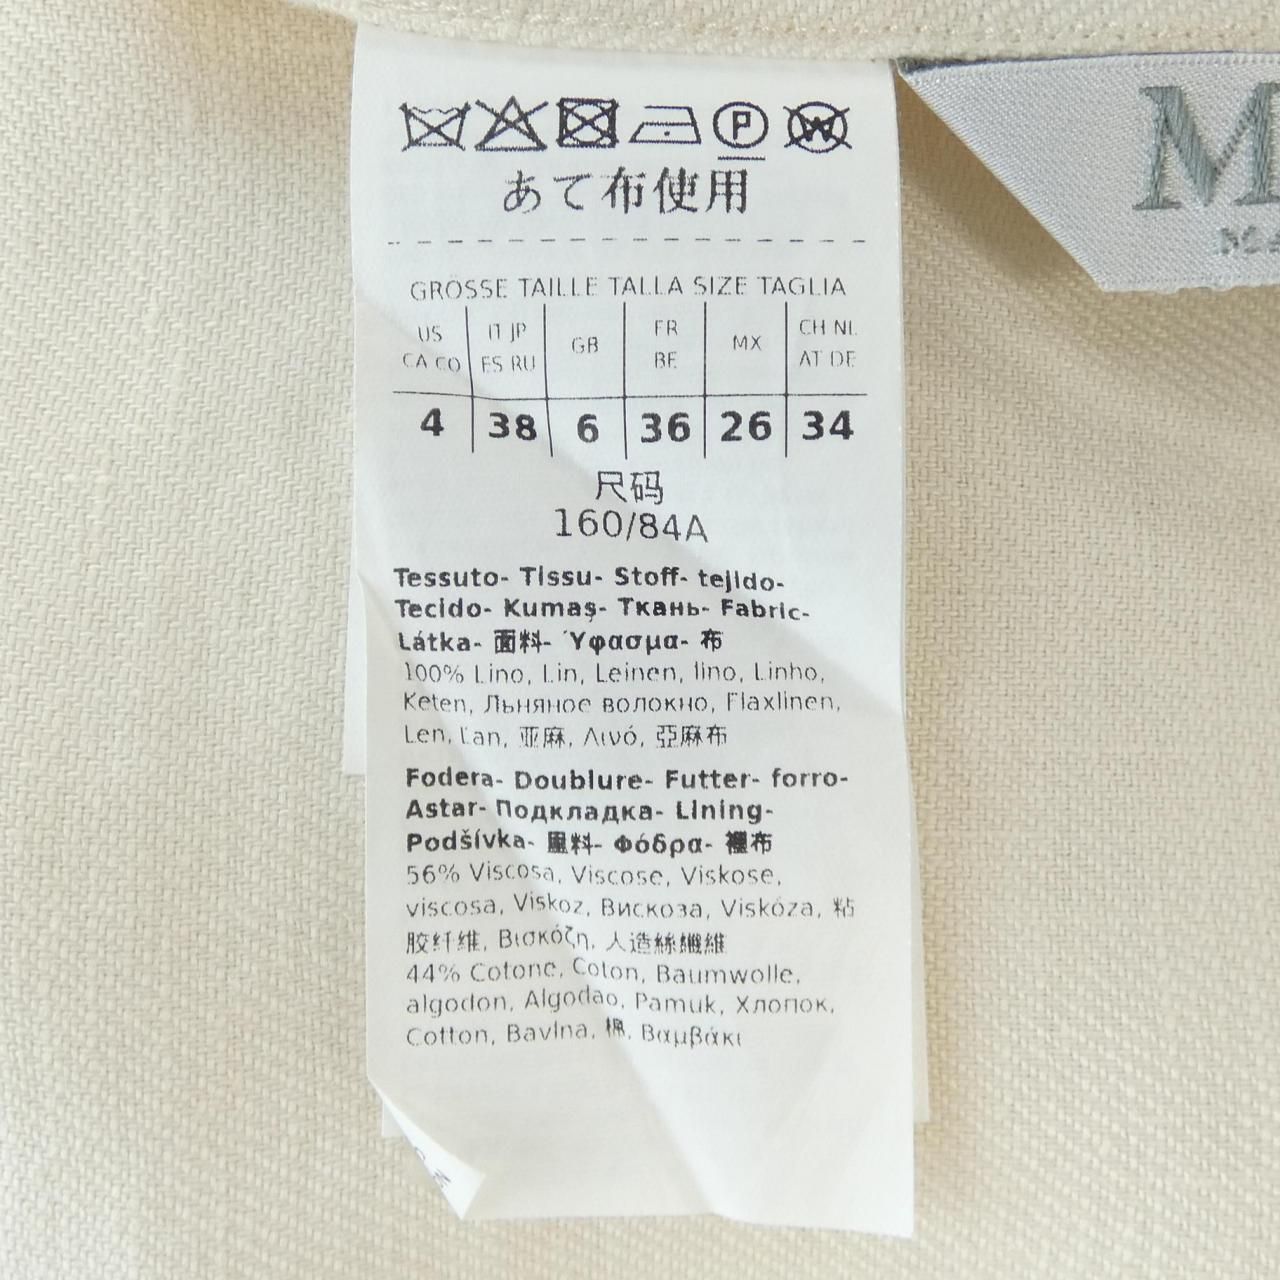 P W
あて布使用
GRÖSSE TAILLE TALLA SIZE TAGLIA
US CA CO IT JP ES RU GB FR BE MX CH NL AT DE
4 38 6 36 26 34
尺码
160/84A
Tessuto- Tissu- Stoff- tejido-
Tecido- Kumaş- Ткань- Fabric-
Látka- 面料- Ύφασμα- 布
100% Lino, Lin, Leinen, lino, Linho,
Keten, Льняное волокно, Flaxlinen,
Len, Ľan, 亚麻, Λινό, 亞麻布
Fodera- Doublure- Futter- forro-
Astar- Подкладка- Lining-
Podšívka- 里料- Φόδρα- 襯布
56% Viscosa, Viscose, Viskose,
viscosa, Viskoz, Вискоза, Viskóza, 粘
胶纤维, Βισκόζη, 人造絲纖維
44% Cotone, Coton, Baumwolle,
algodon, Algodao, Pamuk, Хлопок,
Cotton, Bavlna, 棉, Βαμβάκι
M